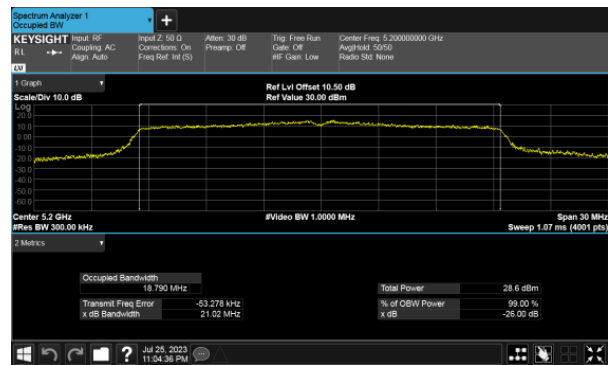 Spectrum Analyzer 1
Occupied BW
KEYSIGHT Input: RF Input Z: 50 Ω Atten: 30 dB Trig: Free Run Center Freq: 5.200000000 GHz
RL Coupling: AC Corrections: On Preamp: Off Gate: Off Avg|Hold: 50/50
Align: Auto Freq Ref: Int (S) #IF Gain: Low Radio Std: None
LXI
1 Graph
Ref Lvl Offset 10.50 dB
Scale/Div 10.0 dB Ref Value 30.00 dBm
Log
20.0
10.0
0.00
-10.0
-20.0
-30.0
-40.0
-50.0
-60.0
Center 5.2 GHz #Video BW 1.0000 MHz Span 30 MHz
#Res BW 300.00 kHz Sweep 1.07 ms (4001 pts)
2 Metrics
Occupied Bandwidth
18.790 MHz Total Power 28.6 dBm
Transmit Freq Error -53.278 kHz % of OBW Power 99.00 %
x dB Bandwidth 21.02 MHz x dB -26.00 dB
? Jul 25, 2023
11:04:36 PM